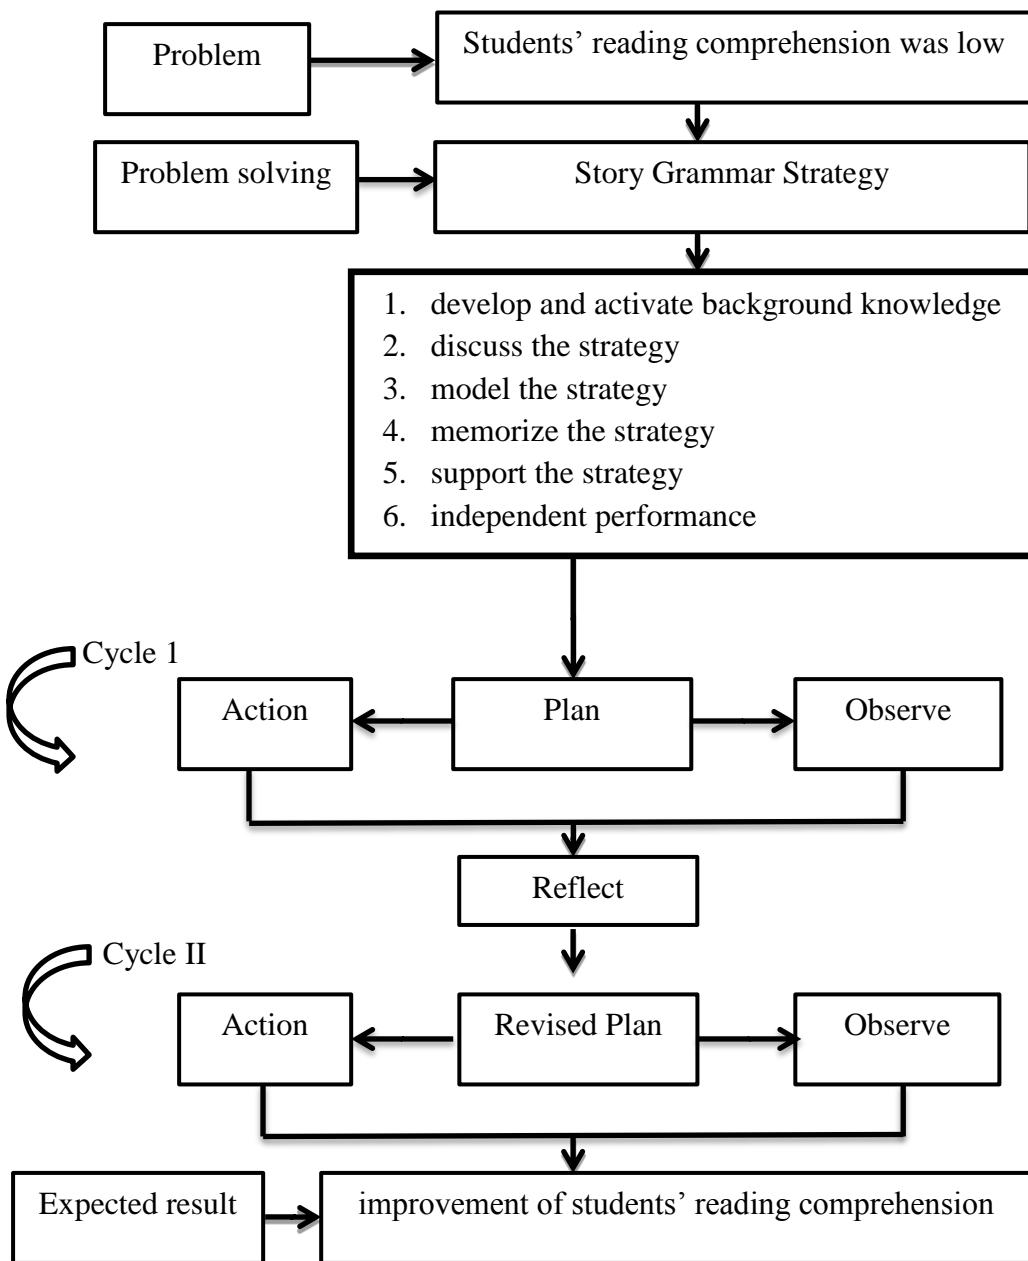 Problem
Students’ reading comprehension was low
Problem solving
Story Grammar Strategy
1. develop and activate background knowledge
2. discuss the strategy
3. model the strategy
4. memorize the strategy
5. support the strategy
6. independent performance
Cycle 1
Action
Plan
Observe
Reflect
Cycle II
Action
Revised Plan
Observe
Expected result
improvement of students’ reading comprehension